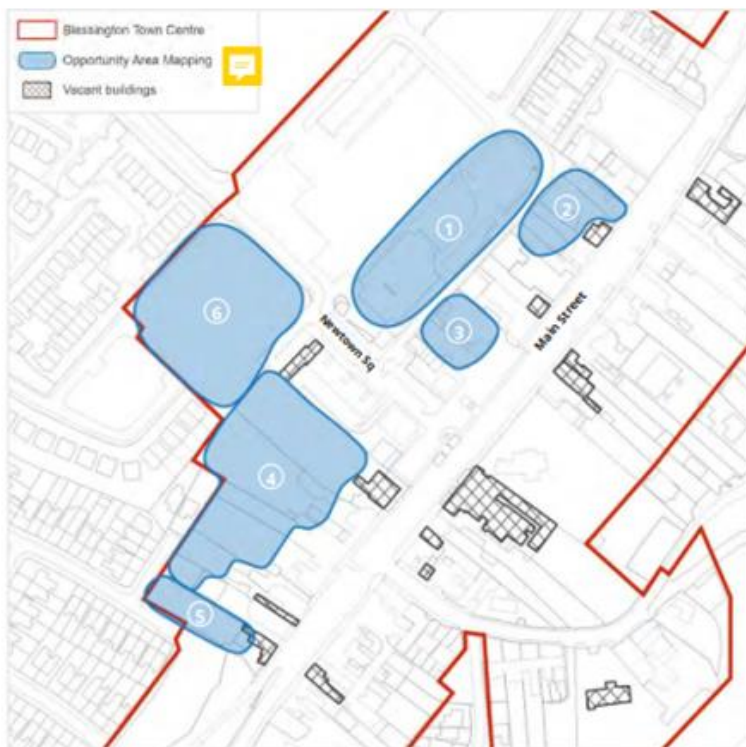 Blessington Town Centre
Opportunity Area Mapping
Vacant buildings
1
2
3
Main Street
Newtown Sq
6
4
5